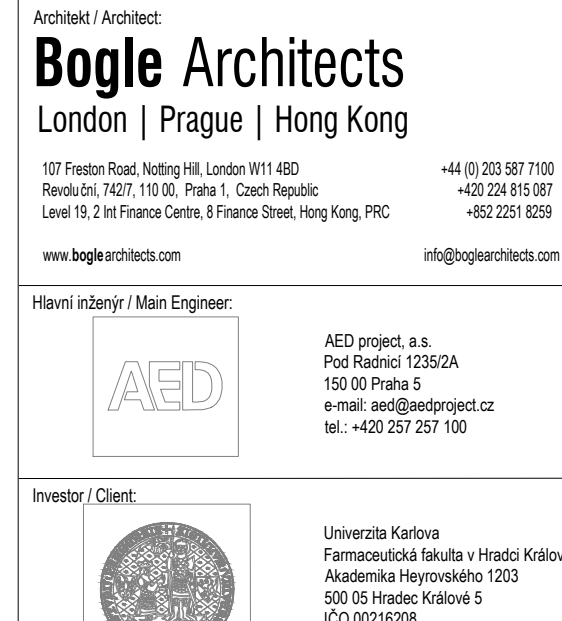 Architekt / Architect:
Bogle Architects
London | Prague | Hong Kong
107 Freston Road, Notting Hill, London W11 4BD +44 (0) 203 587 7100
Revoluční, 742/7, 110 00, Praha 1, Czech Republic +420 224 815 087
Level 19, 2 Int Finance Centre, 8 Finance Street, Hong Kong, PRC +852 2251 8259
www.boglearchitects.com info@boglearchitects.com
Hlavní inženýr / Main Engineer:
AED
AED project, a.s.
Pod Radnicí 1235/2A
150 00 Praha 5
e-mail: aed@aedproject.cz
tel.: +420 257 257 100
Investor / Client:
Univerzita Karlova
Farmaceutická fakulta v Hradci Králov
Akademika Heyrovského 1203
500 05 Hradec Králové 5
IČO 00216208